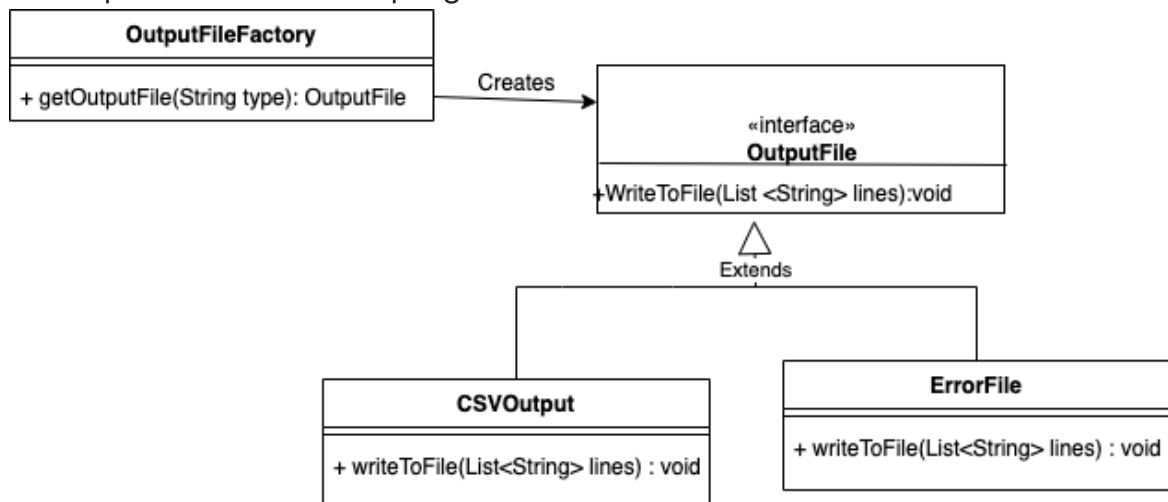 OutputFileFactory
+ getOutputFile(String type): OutputFile
Creates
«interface»
OutputFile
+WriteToFile(List <String> lines):void
Extends
CSVOutput
+ writeToFile(List<String> lines) : void
ErrorFile
+ writeToFile(List<String> lines) : void